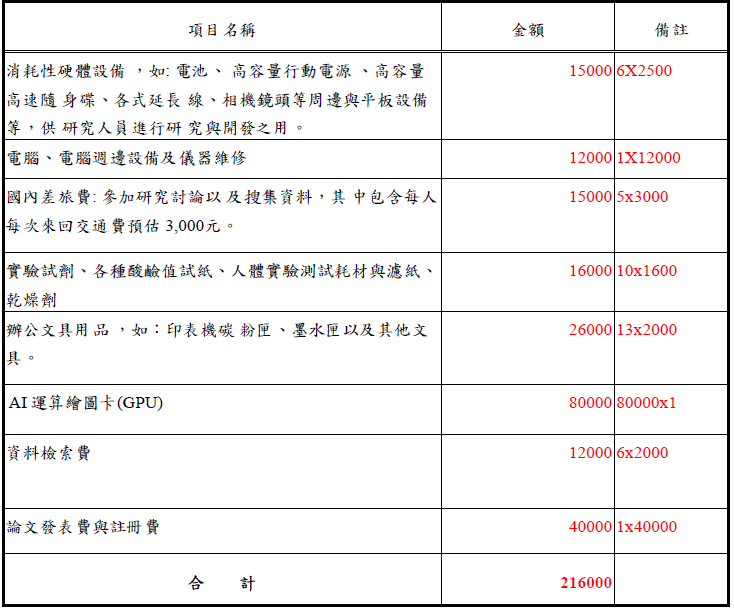 項目名稱 金額 備註
消耗性硬體設備 ,如: 電池、 高容量行動電源 、高容量 15000 6X2500
高速隨 身碟、各式延長 線、相機鏡頭等周邊與平板設備
等,供 研究人員進行研 究與開發之用 。
電腦、電腦週邊設備及儀器維修 12000 1X12000
國內差旅費: 參加研究討論以 及搜集資料,其 中包含每人 15000 5x3000
每次來回交通費預估 3,000元。
實驗試劑、各種酸鹼值試紙、人體實驗測試耗材與濾紙、 16000 10x1600
乾燥劑
辦公文具用品 ,如:印表機碳 粉匣、墨水匣以及其他文 26000 13x2000
具。
AI 運算繪圖卡(GPU) 80000 80000x1
資料檢索費 12000 6x2000
論文發表費與註冊費 40000 1x40000
合 計 216000